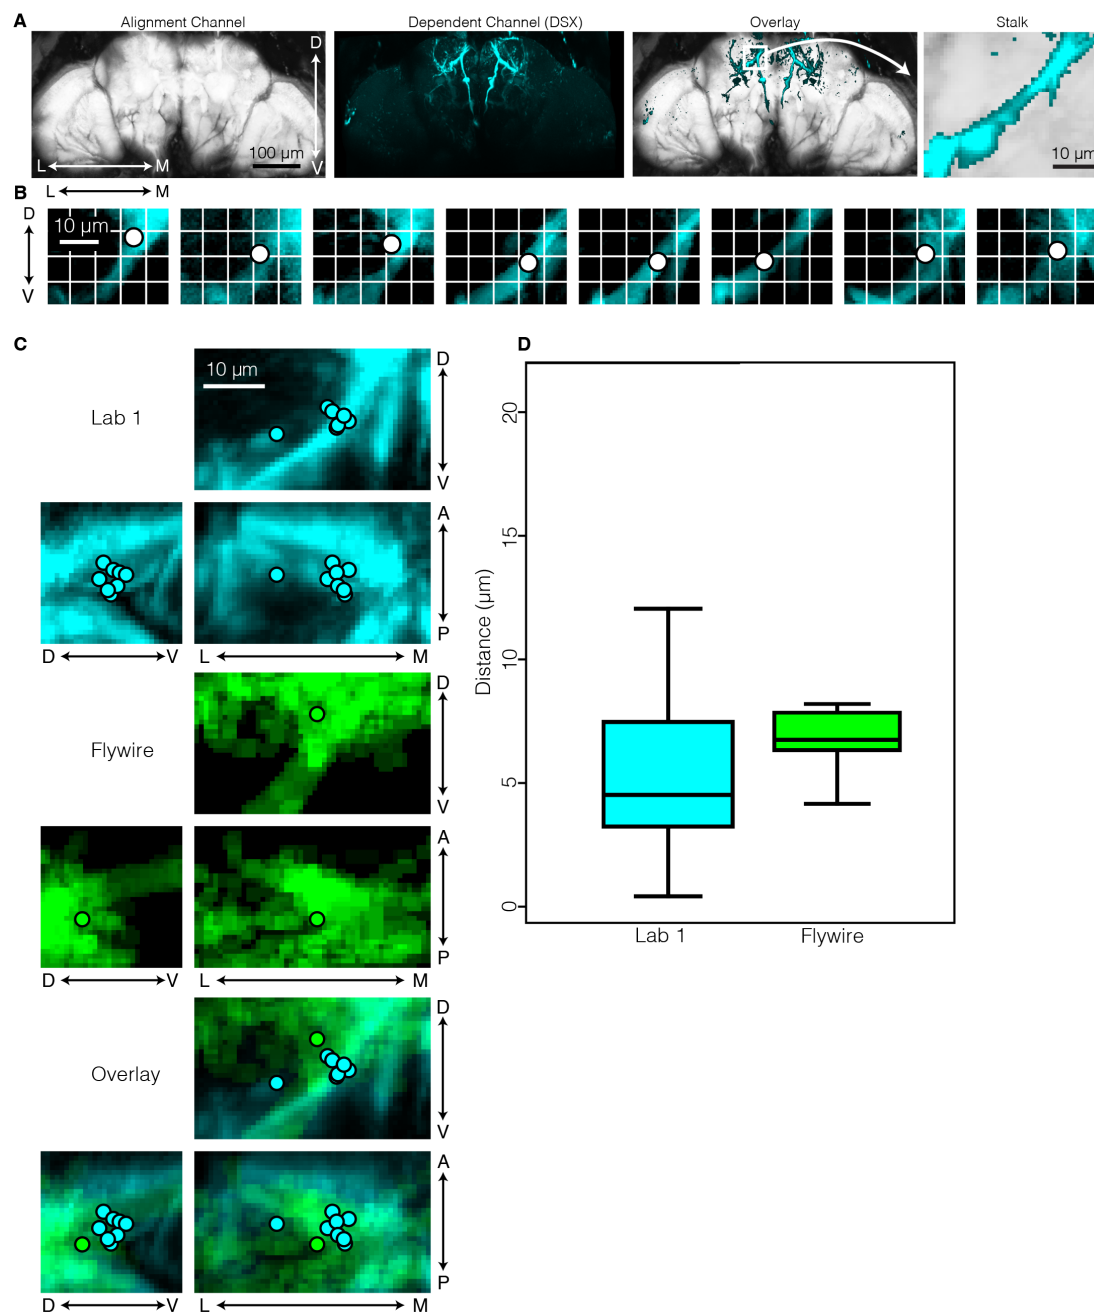 A
Alignment Channel
Dependent Channel (DSX)
Overlay
Stalk
D
L M
100 µm
V
10 µm
L M
B
D
10 µm
V
C
D
10 µm
D
Lab 1
V
A
P
D V
L M
D
Flywire
V
A
P
D V
L M
D
Overlay
V
A
P
D V
L M
Distance (µm)
20
15
10
5
0
Lab 1
Flywire